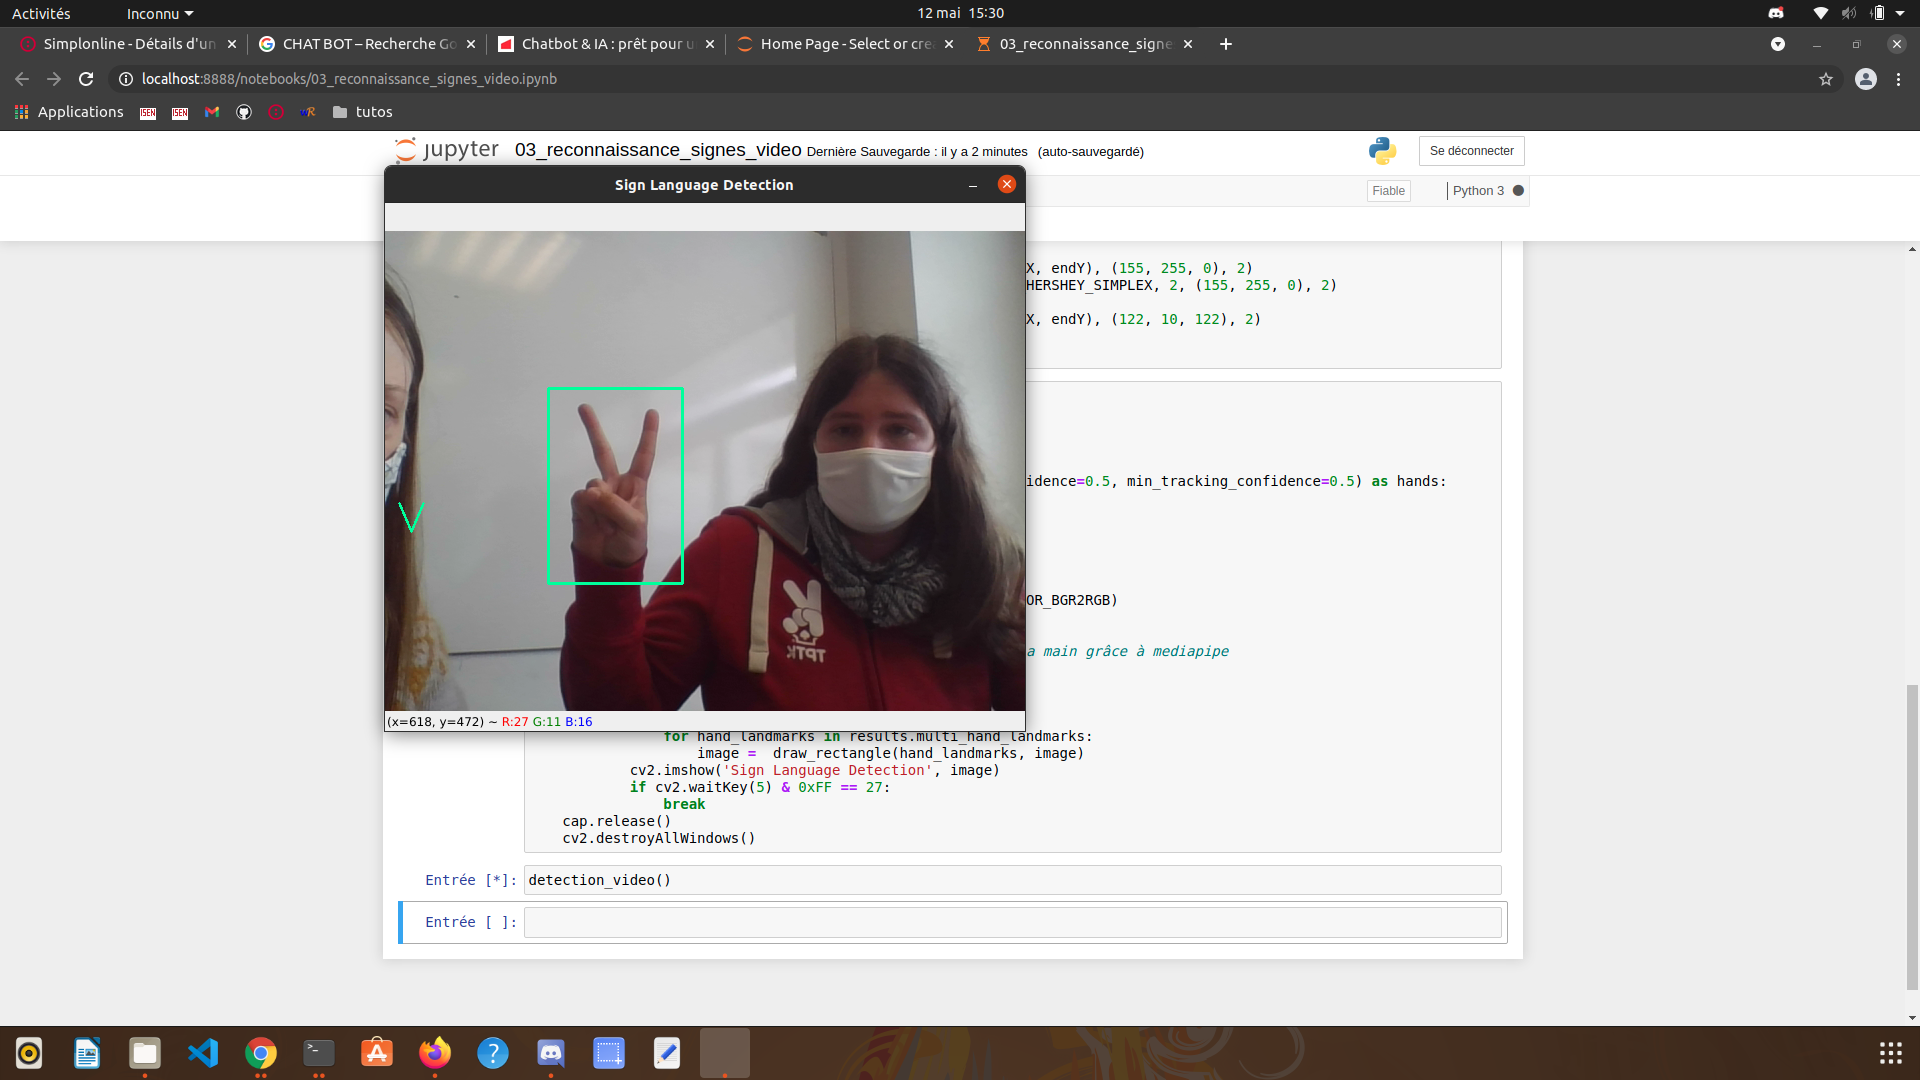 Activités
Inconnu
12 mai 15:30
Simplonline - Détails d'un
CHAT BOT – Recherche Go
Chatbot & IA : prêt pour u
Home Page - Select or crea
03_reconnaissance_signe
localhost:8888/notebooks/03_reconnaissance_signes_video.ipynb
Applications
ISEN
ISEN
tutos
jupyter
03_reconnaissance_signes_video
Dernière Sauvegarde : il y a 2 minutes (auto-sauvegardé)
Se déconnecter
Sign Language Detection
Fiable
Python 3
X, endY), (155, 255, 0), 2)
HERSHEY_SIMPLEX, 2, (155, 255, 0), 2)
X, endY), (122, 10, 122), 2)
idence=0.5, min_tracking_confidence=0.5) as hands:
V
OR_BGR2RGB)
TPTK
a main grâce à mediapipe
(x=618, y=472) ~ R:27 G:11 B:16
for hand_landmarks in results.multi_hand_landmarks:
image = draw_rectangle(hand_landmarks, image)
cv2.imshow('Sign Language Detection', image)
if cv2.waitKey(5) & 0xFF == 27:
break
cap.release()
cv2.destroyAllWindows()
Entrée [*]: detection_video()
Entrée [ ]: